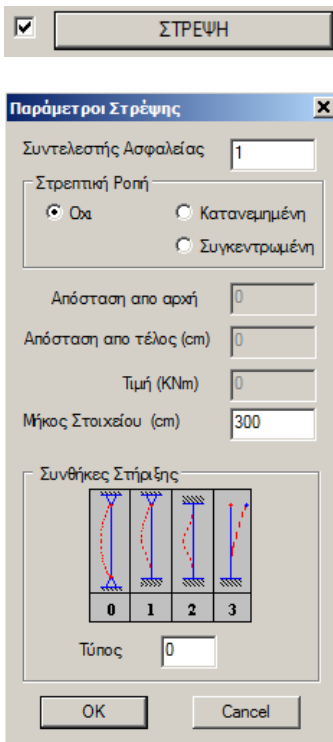 ΣΤΡΕΨΗ
Παράμετροι Στρέψης
Συντελεστής Ασφαλείας 1
Στρεπτική Ροπή
Οχι Κατανεμημένη
Συγκεντρωμένη
Απόσταση απο αρχή 0
Απόσταση απο τέλος (cm) 0
Τιμή (KNm) 0
Μήκος Στοιχείου (cm) 300
Συνθήκες Στήριξης
0 1 2 3
Τύπος 0
OK Cancel